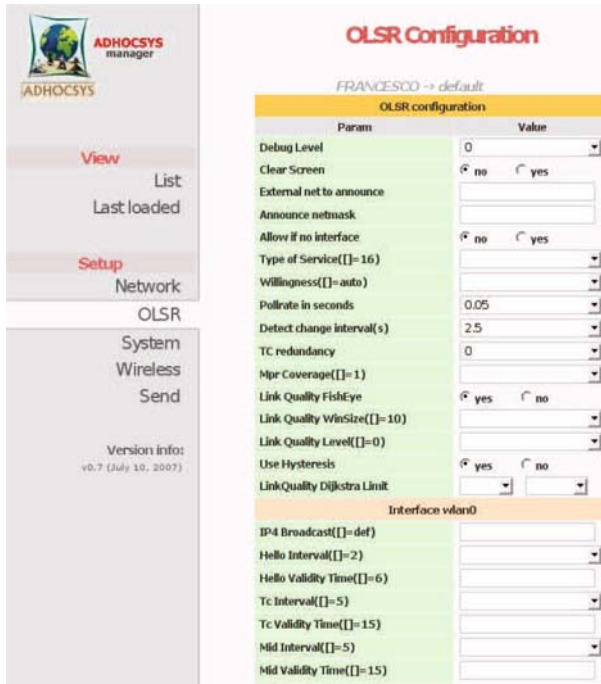 ADHOCSYS
manager
ADHOCSYS
View
List
Last loaded
Setup
Network
OLSR
System
Wireless
Send
Version info:
v0.7 (July 10, 2007)
OLSR Configuration
FRANCESCO -> default
OLSR configuration
Param Value
Debug Level 0
Clear Screen no yes
External net to announce
Announce netmask
Allow if no interface no yes
Type of Service([]=16)
Willingness([]=auto)
Pollrate in seconds 0.05
Detect change interval(s) 2.5
TC redundancy 0
Mpr Coverage([]=1)
Link Quality FishEye yes no
Link Quality WinSize([]=10)
Link Quality Level([]=0)
Use Hysteresis yes no
LinkQuality Dijkstra Limit
Interface wlan0
IP4 Broadcast([]=def)
Hello Interval([]=2)
Hello Validity Time([]=6)
Tc Interval([]=5)
Tc Validity Time([]=15)
Mid Interval([]=5)
Mid Validity Time([]=15)